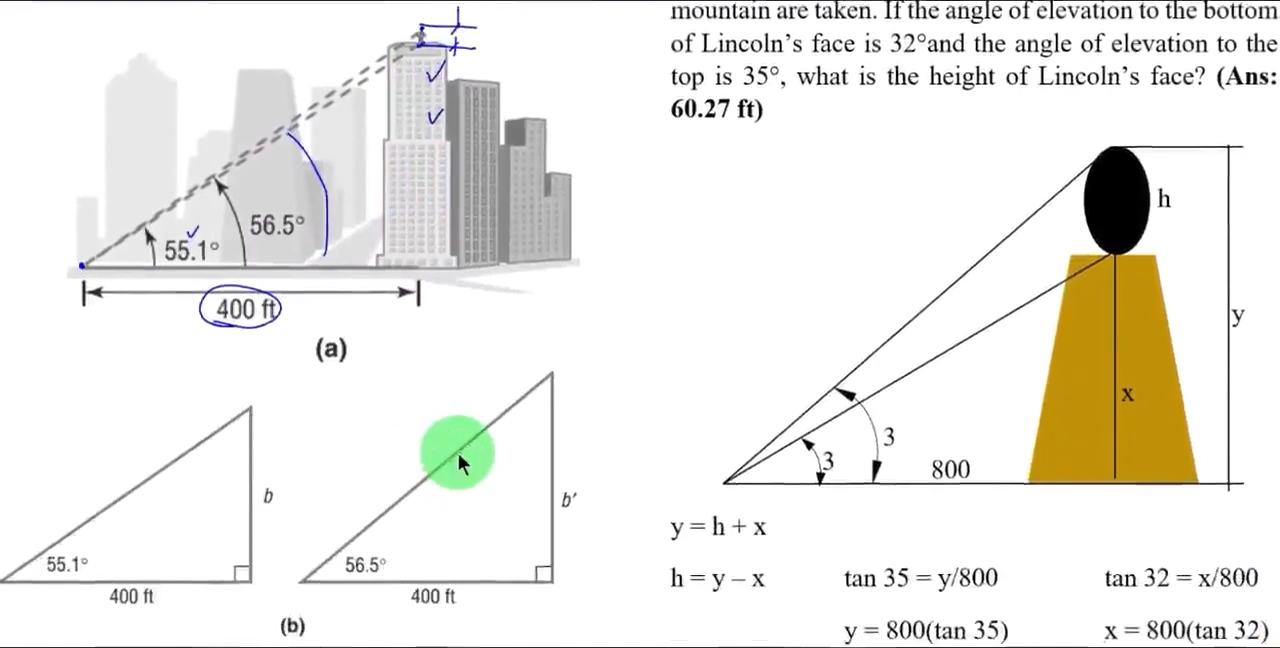 55.1°
56.5°
400 ft
(a)
b
55.1°
400 ft
b'
56.5°
400 ft
(b)
mountain are taken. If the angle of elevation to the bottom
of Lincoln's face is 32°and the angle of elevation to the
top is 35°, what is the height of Lincoln's face? (Ans:
60.27 ft)
h
y
x
3
3
800
y = h + x
h = y – x
tan 35 = y/800
tan 32 = x/800
y = 800(tan 35)
x = 800(tan 32)